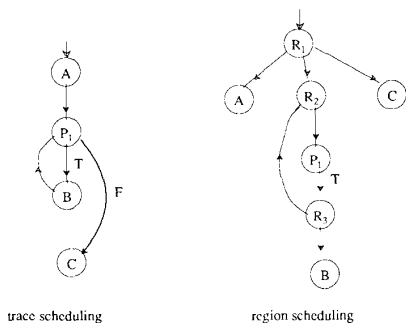 A
P1
T
B
F
C
trace scheduling
R1
A
R2
C
P1
T
R3
B
region scheduling